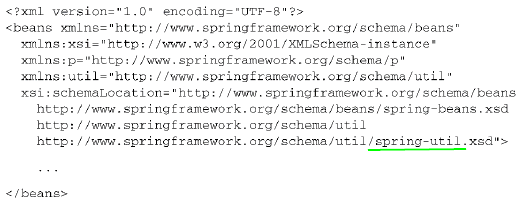 <?xml version="1.0" encoding="UTF-8"?>
<beans xmlns="http://www.springframework.org/schema/beans"
xmlns:xsi="http://www.w3.org/2001/XMLSchema-instance"
xmlns:p="http://www.springframework.org/schema/p"
xmlns:util="http://www.springframework.org/schema/util"
xsi:schemaLocation="http://www.springframework.org/schema/beans
http://www.springframework.org/schema/beans/spring-beans.xsd
http://www.springframework.org/schema/util
http://www.springframework.org/schema/util/spring-util.xsd">
...
</beans>